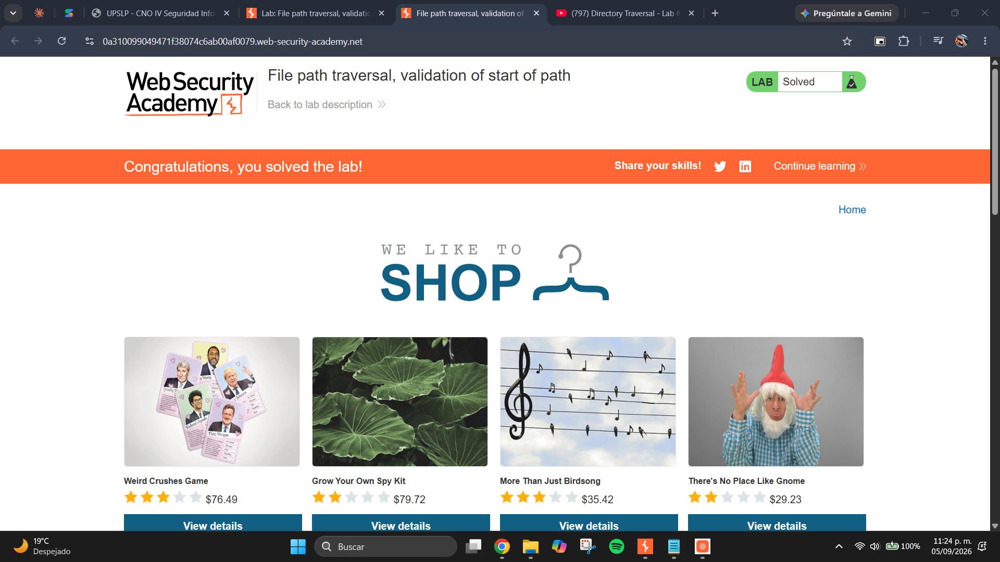 UPSLP - CNO IV Seguridad Info
Lab: File path traversal, validatio
File path traversal, validation of
(797) Directory Traversal - Lab #
Pregúntale a Gemini
0a310099049471f38074c6ab00af0079.web-security-academy.net
Web Security
Academy
File path traversal, validation of start of path
Back to lab description
LAB Solved
Congratulations, you solved the lab!
Share your skills!
Continue learning
Home
WE LIKE TO
SHOP
Piers Morgan
Weird Crushes Game
$76.49
View details
Grow Your Own Spy Kit
$79.72
View details
More Than Just Birdsong
$35.42
View details
There's No Place Like Gnome
$29.23
View details
19°C
Despejado
Buscar
100%
11:24 p. m.
05/09/2026